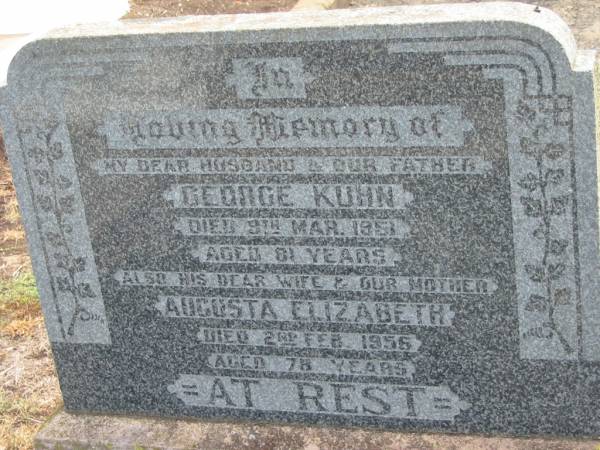 In
Loving Memory of
MY DEAR HUSBAND & OUR FATHER
GEORGE KUHN
DIED 9TH MAR. 1951
AGED 81 YEARS
ALSO HIS DEAR WIFE & OUR MOTHER
AUGUSTA ELIZABETH
DIED 2ND FEB. 1956
AGED 78 YEARS
=AT REST=